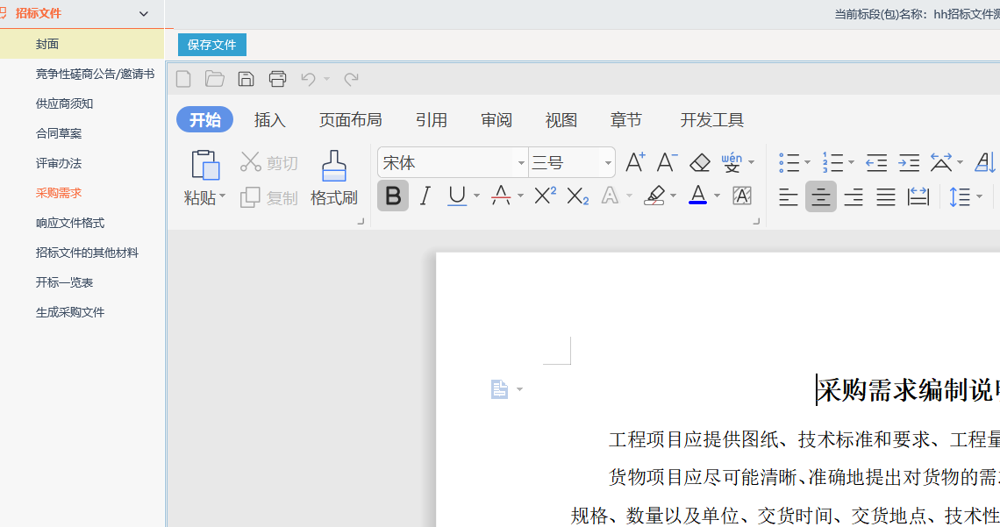 招标文件
当前标段(包)名称: hh招标文件测
封面
保存文件
竞争性磋商公告/邀请书
供应商须知
合同草案
评审办法
采购需求
响应文件格式
招标文件的其他材料
开标一览表
生成采购文件
开始 插入 页面布局 引用 审阅 视图 章节 开发工具
粘贴 剪切 复制 格式刷
宋体 三号 A+ A- wén 文
B I U A X² X₂ A A A
采购需求编制说
工程项目应提供图纸、技术标准和要求、工程量
货物项目应尽可能清晰、准确地提出对货物的需
规格、数量以及单位、交货时间、交货地点、技术性